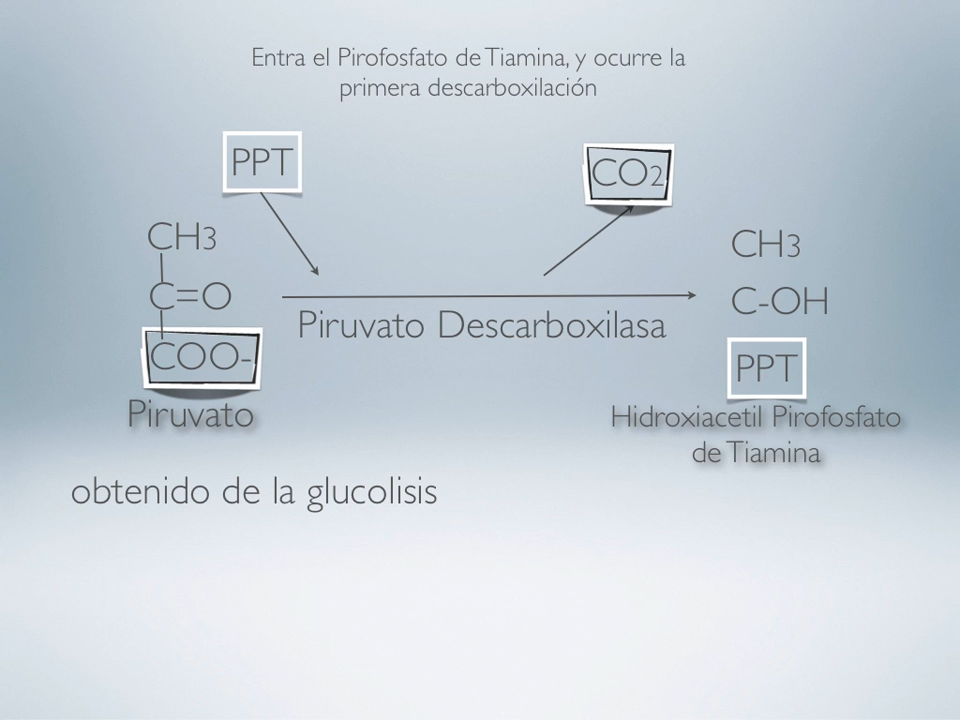 Entra el Pirofosfato de Tiamina, y ocurre la
primera descarboxilación
PPT
CO2
CH3
C=O
COO-
Piruvato
obtenido de la glucolisis
Piruvato Descarboxilasa
CH3
C-OH
PPT
Hidroxiacetil Pirofosfato
de Tiamina